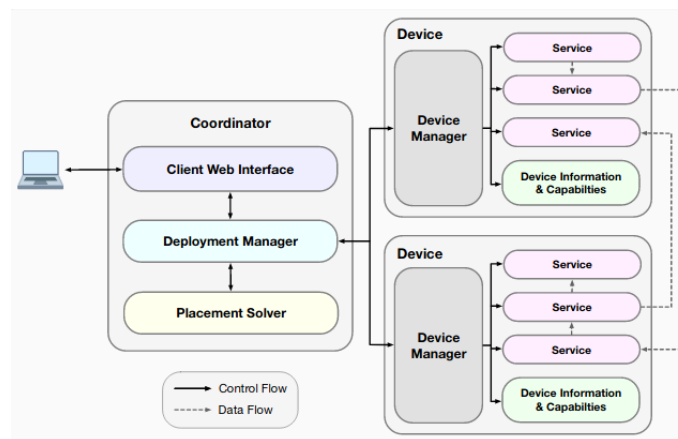 Coordinator
Client Web Interface
Deployment Manager
Placement Solver
Control Flow
Data Flow
Device
Device
Manager
Service
Service
Service
Device Information
& Capabilties
Device
Device
Manager
Service
Service
Service
Device Information
& Capabilties